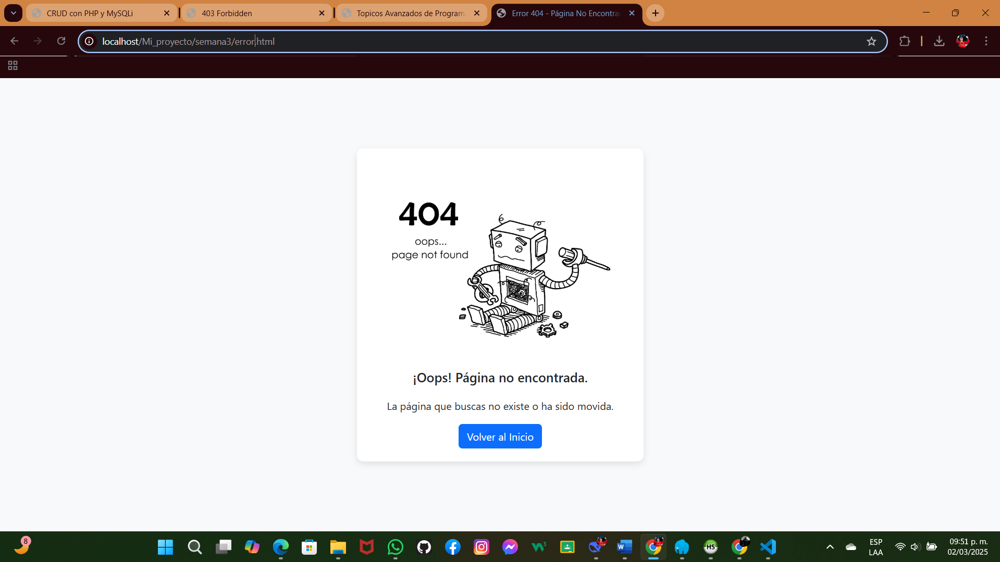 CRUD con PHP y MySQLi
403 Forbidden
Topicos Avanzados de Program
Error 404 - Página No Encontra
localhost/Mi_proyecto/semana3/error.html
404
oops...
page not found
¡Oops! Página no encontrada.
La página que buscas no existe o ha sido movida.
Volver al Inicio
8
W3
W
HS
ESP
LAA
09:51 p. m.
02/03/2025